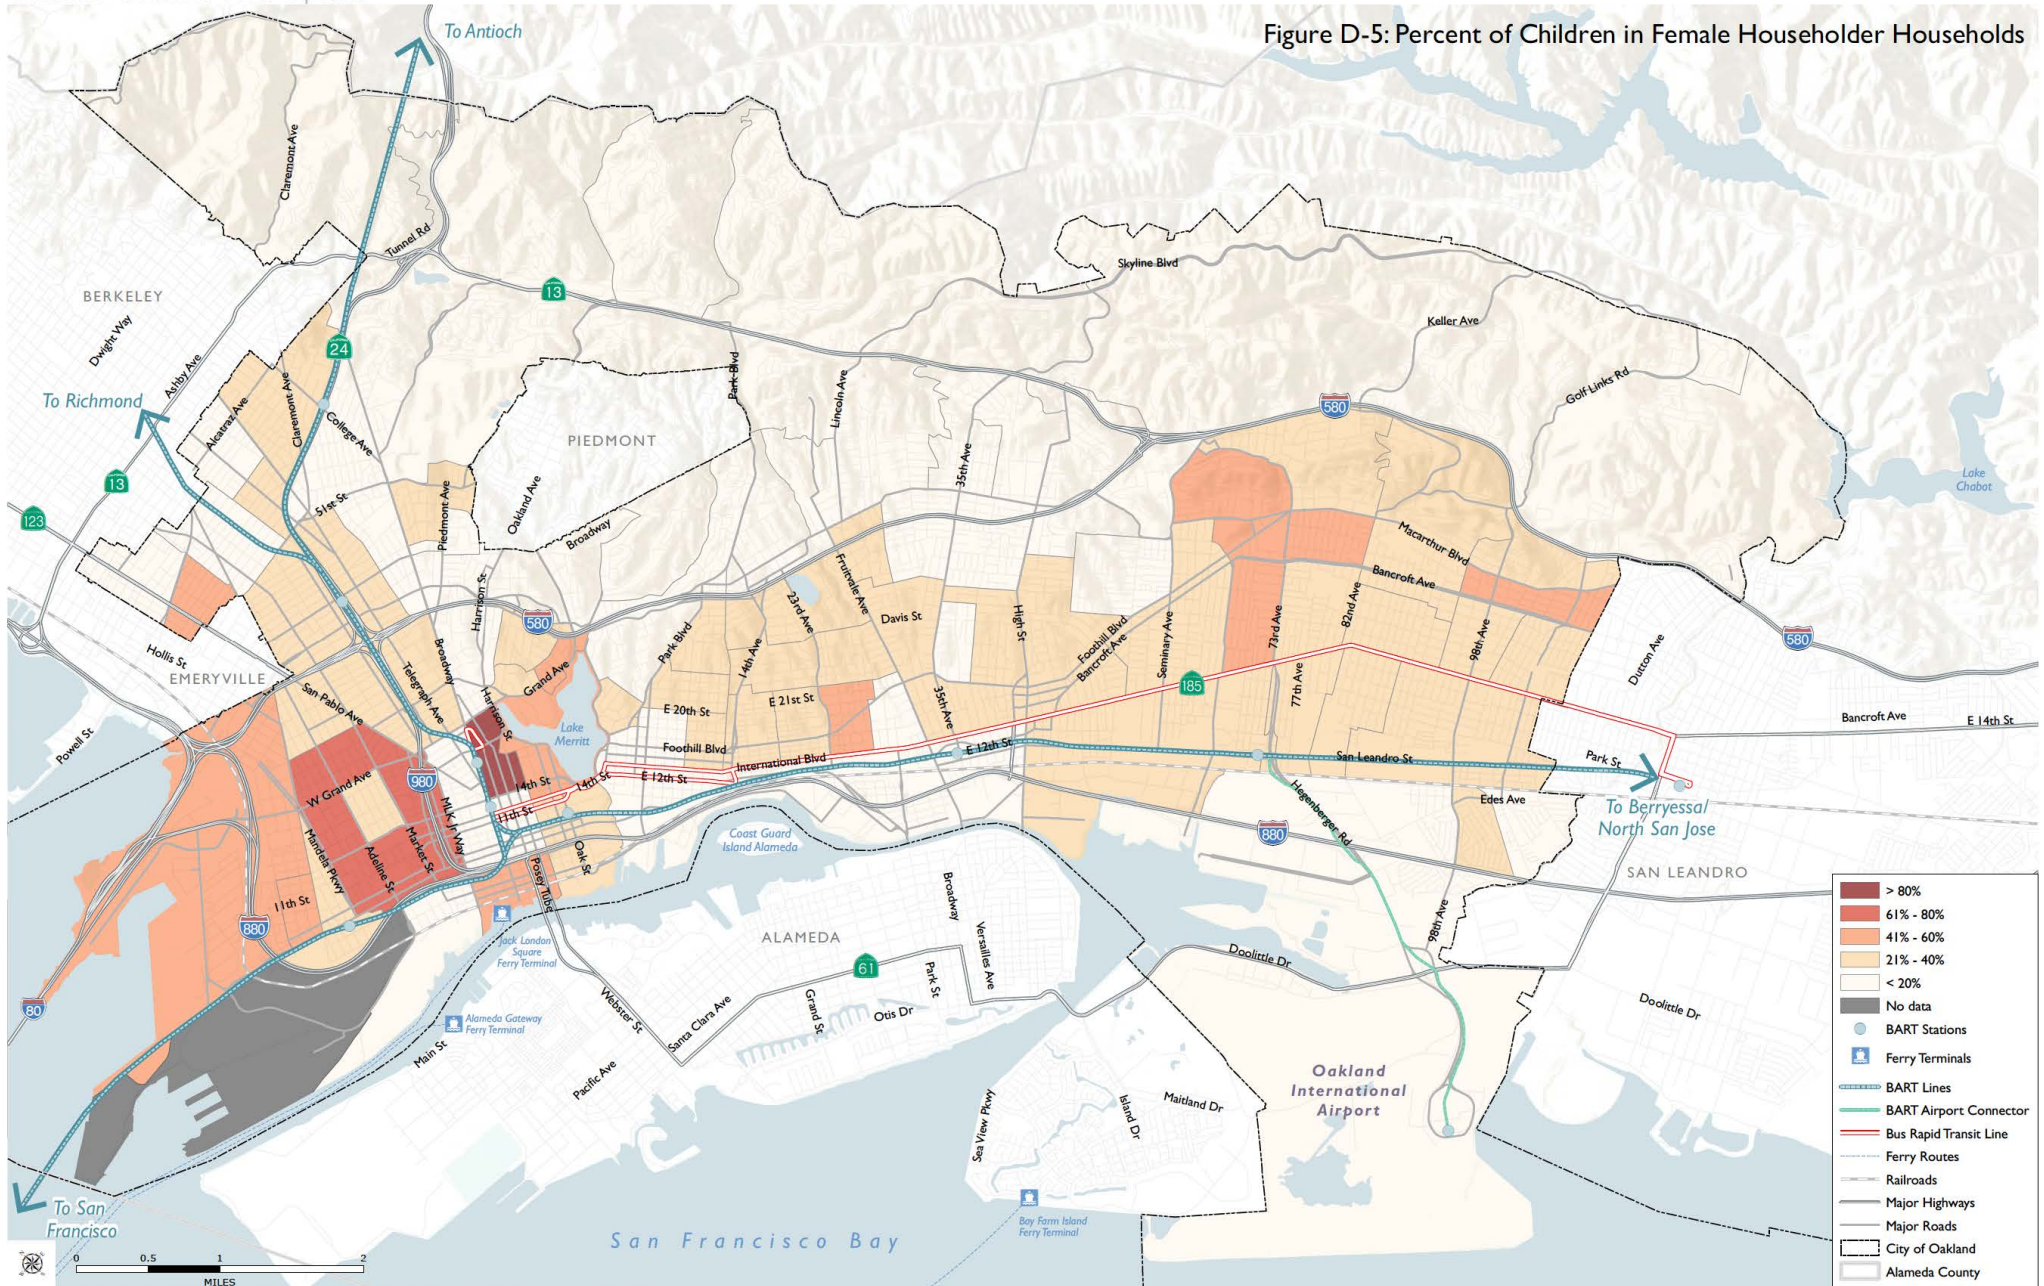 Figure D-5: Percent of Children in Female Householder Households
To Antioch
Claremont Ave
Tunnel Rd
BERKELEY
Dwight Way
Ashby Ave
13
Skyline Blvd
Keller Ave
Golf Links Rd
24
To Richmond
Alcatraz Ave
Claremont Ave
College Ave
PIEDMONT
Park Blvd
Lincoln Ave
35th Ave
580
Lake
Chabot
13
123
51st St
Piedmont Ave
Oakland Ave
Broadway
Harrison St
580
Fruitvale Ave
23rd Ave
Davis St
High St
Foothill Blvd
Bancroft Ave
Seminary Ave
73rd Ave
82nd Ave
Macarthur Blvd
Bancroft Ave
98th Ave
Dutton Ave
580
Hollis St
EMERYVILLE
San Pablo Ave
Telegraph Ave
Broadway
Harrison St
Grand Ave
Park Blvd
14th Ave
E 21st St
E 20th St
35th Ave
185
77th Ave
Bancroft Ave
E 14th St
Powell St
Lake
Merritt
Foothill Blvd
International Blvd
E 12th St
E 12th St
San Leandro St
Park St
To Berryessa/
North San Jose
W Grand Ave
980
14th St
14th St
11th St
MLK Jr Way
Market St
Adeline St
Mandela Pkwy
11th St
880
Posey Tube
Oak St
Coast Guard
Island Alameda
Hegenberger Rd
880
Edes Ave
SAN LEANDRO
98th Ave
Jack London
Square
Ferry Terminal
ALAMEDA
Broadway
Versailles Ave
61
Park St
Grand St
Otis Dr
Doolittle Dr
Doolittle Dr
80
Alameda Gateway
Ferry Terminal
Webster St
Santa Clara Ave
Main St
Pacific Ave
Oakland
International
Airport
Sea View Pkwy
Island Dr
Maitland Dr
Bay Farm Island
Ferry Terminal
To San
Francisco
San Francisco Bay
0
0.5
1
2
MILES
> 80%
61% - 80%
41% - 60%
21% - 40%
< 20%
No data
BART Stations
Ferry Terminals
BART Lines
BART Airport Connector
Bus Rapid Transit Line
Ferry Routes
Railroads
Major Highways
Major Roads
City of Oakland
Alameda County